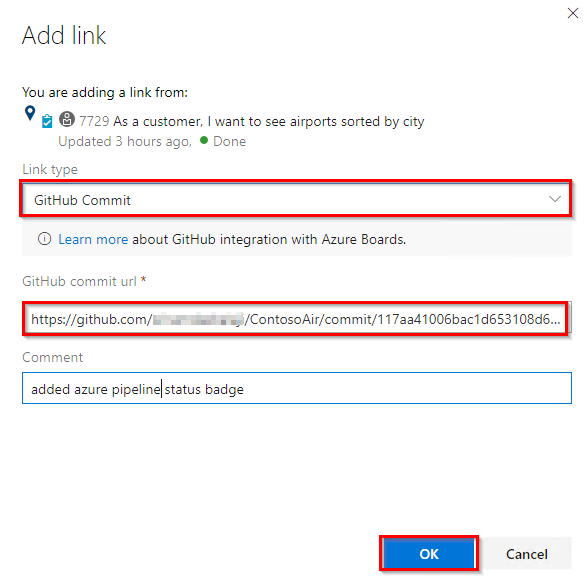 Add link
You are adding a link from:
7729 As a customer, I want to see airports sorted by city
Updated 3 hours ago, Done
Link type
GitHub Commit
Learn more about GitHub integration with Azure Boards.
GitHub commit url *
https://github.com/ /ContosoAir/commit/117aa41006bac1d653108d6...
Comment
added azure pipeline status badge
OK Cancel